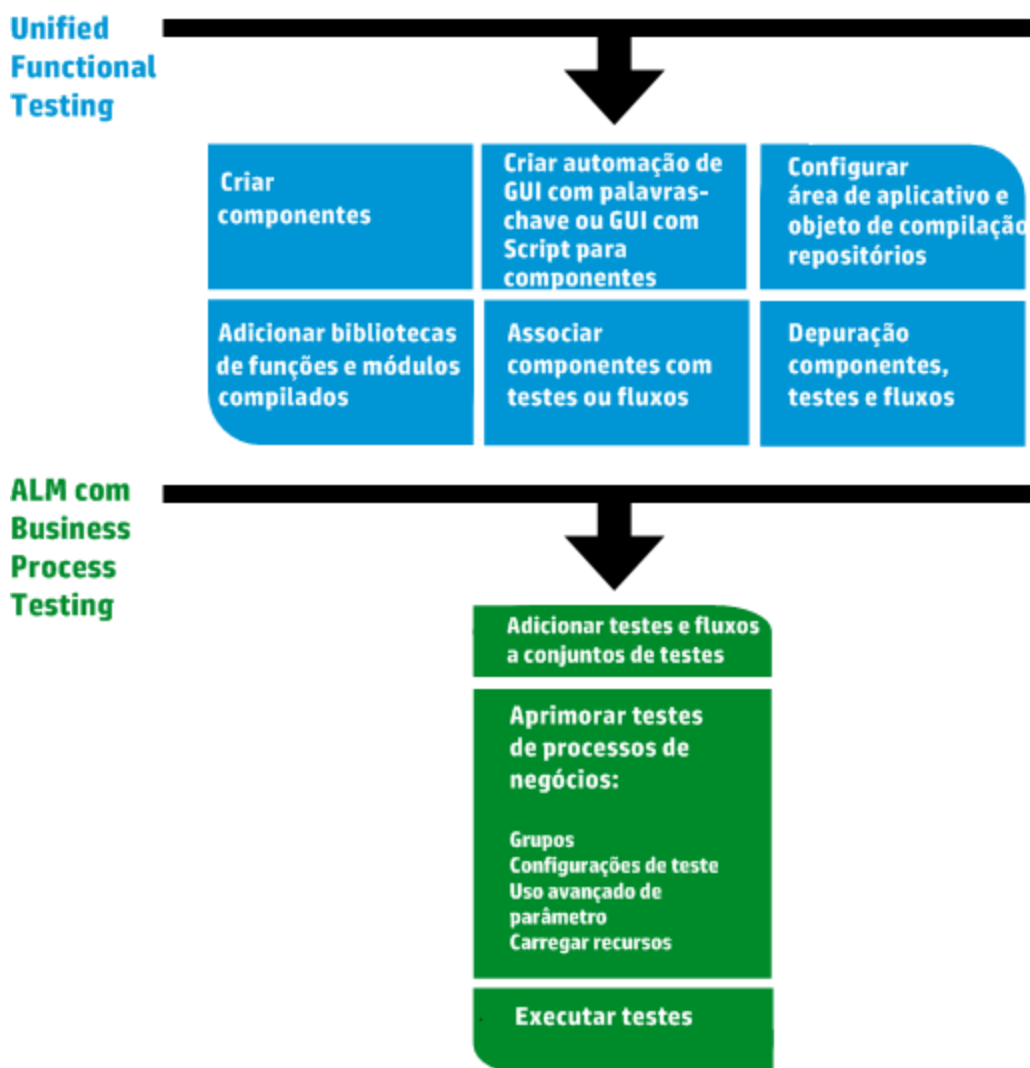 Unified
Functional
Testing
Criar
componentes
Criar automação de
GUI com palavras-
chave ou GUI com
Script para
componentes
Configurar
área de aplicativo e
objeto de compilação
repositórios
Adicionar bibliotecas
de funções e módulos
compilados
Associar
componentes com
testes ou fluxos
Depuração
componentes,
testes e fluxos
ALM com
Business
Process
Testing
Adicionar testes e fluxos
a conjuntos de testes
Aprimorar testes
de processos de
negócios:
Grupos
Configurações de teste
Uso avançado de
parâmetro
Carregar recursos
Executar testes